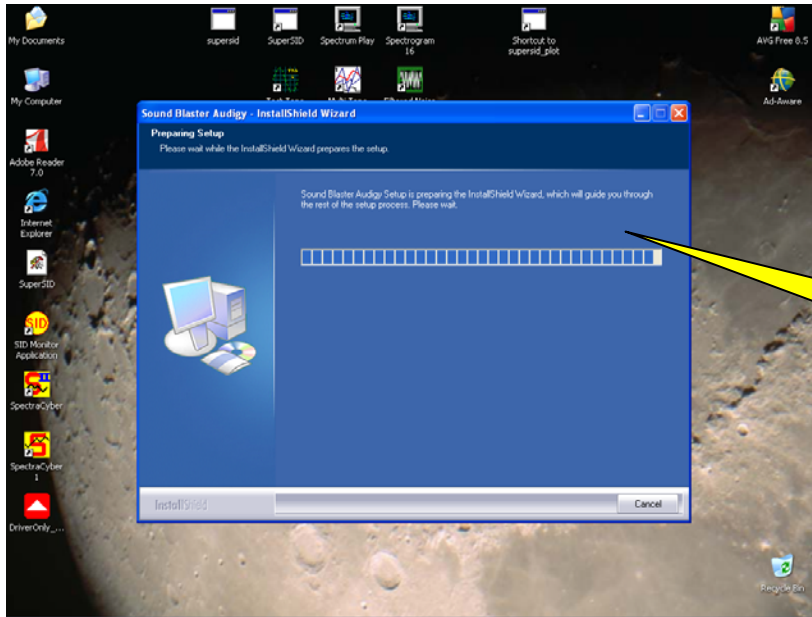 My Documents
supersid
SuperSID
Spectrum Play
Spectrogram
16
Shortcut to
supersid_plot
AVG Free 8.5
My Computer
Ad-Aware
Sound Blaster Audigy - InstallShield Wizard
Preparing Setup
Please wait while the InstallShield Wizard prepares the setup.
Adobe Reader
7.0
Sound Blaster Audigy Setup is preparing the InstallShield Wizard, which will guide you through
the rest of the setup process. Please wait.
Internet
Explorer
SuperSID
SID
SID Monitor
Application
SpectraCyber
SpectraCyber
1
InstallShield
Cancel
DriverOnly_...
Recycle Bin